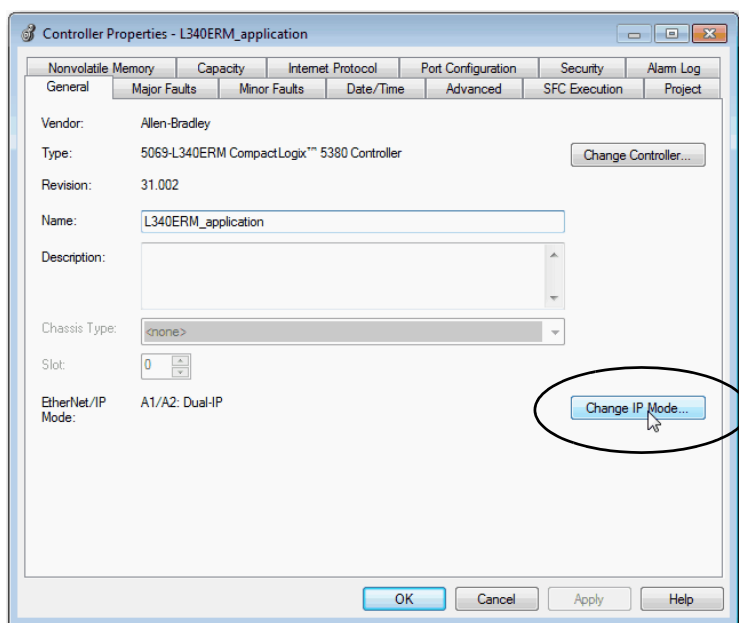 Controller Properties - L340ERM_application
Nonvolatile Memory Capacity Internet Protocol Port Configuration Security Alarm Log
General Major Faults Minor Faults Date/Time Advanced SFC Execution Project
Vendor: Allen-Bradley
Type: 5069-L340ERM CompactLogix™ 5380 Controller Change Controller...
Revision: 31.002
Name: L340ERM_application
Description:
Chassis Type: <none>
Slot: 0
EtherNet/IP A1/A2: Dual-IP Change IP Mode...
Mode:
OK Cancel Apply Help